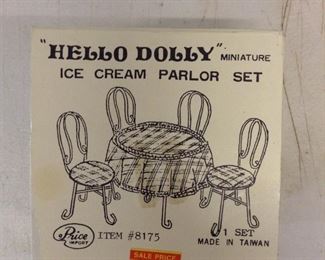 "HELLO DOLLY" MINIATURE
ICE CREAM PARLOR SET
Price
IMPORT
ITEM #8175
1 SET
MADE IN TAIWAN
SALE PRICE